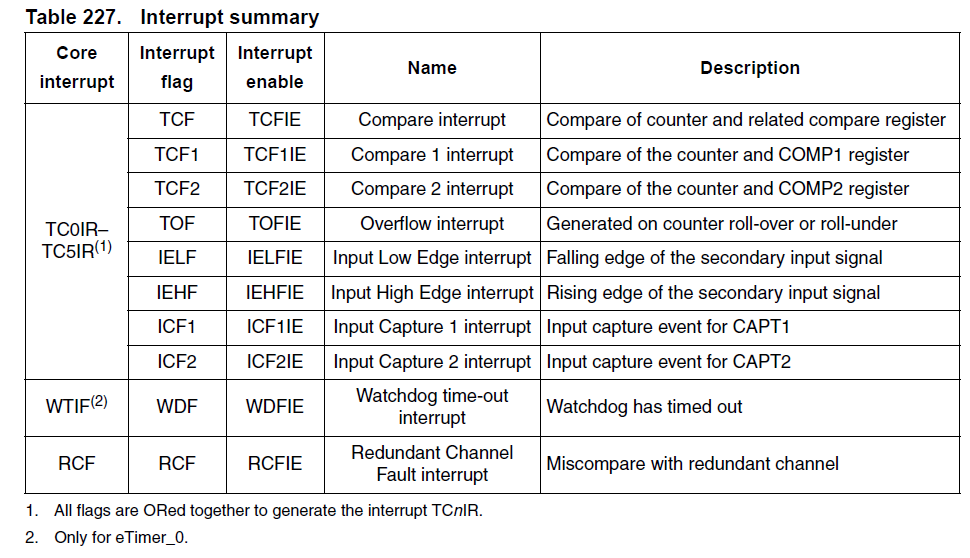 Table 227. Interrupt summary
Core interrupt | Interrupt flag | Interrupt enable | Name | Description
TC0IR–TC5IR(1) | TCF | TCFIE | Compare interrupt | Compare of counter and related compare register
TCF1 | TCF1IE | Compare 1 interrupt | Compare of the counter and COMP1 register
TCF2 | TCF2IE | Compare 2 interrupt | Compare of the counter and COMP2 register
TOF | TOFIE | Overflow interrupt | Generated on counter roll-over or roll-under
IELF | IELFIE | Input Low Edge interrupt | Falling edge of the secondary input signal
IEHF | IEHFIE | Input High Edge interrupt | Rising edge of the secondary input signal
ICF1 | ICF1IE | Input Capture 1 interrupt | Input capture event for CAPT1
ICF2 | ICF2IE | Input Capture 2 interrupt | Input capture event for CAPT2
WTIF(2) | WDF | WDFIE | Watchdog time-out interrupt | Watchdog has timed out
RCF | RCF | RCFIE | Redundant Channel Fault interrupt | Miscompare with redundant channel
1. All flags are ORed together to generate the interrupt TCnIR.
2. Only for eTimer_0.